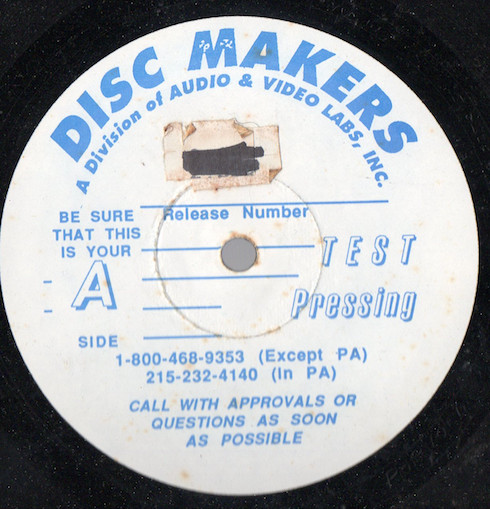 DISC MAKERS
A Division of AUDIO & VIDEO LABS, INC.
Release Number
BE SURE
THAT THIS
IS YOUR
A
SIDE
TEST
Pressing
1-800-468-9353 (Except PA)
215-232-4140 (In PA)
CALL WITH APPROVALS OR
QUESTIONS AS SOON
AS POSSIBLE